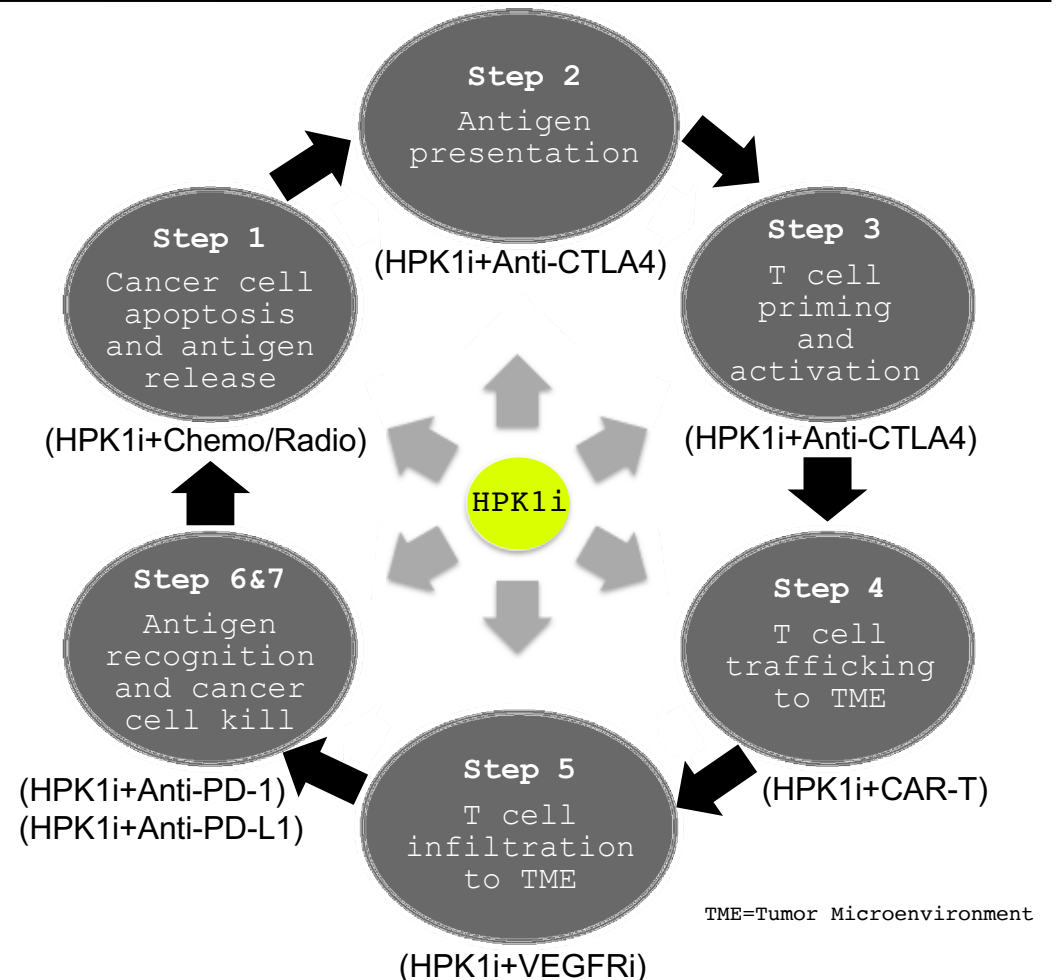 Step 2
Antigen
presentation
(HPK1i+Anti-CTLA4)
Step 1
Cancer cell
apoptosis
and antigen
release
(HPK1i+Chemo/Radio)
Step 3
T cell
priming
and
activation
(HPK1i+Anti-CTLA4)
HPK1i
Step 6&7
Antigen
recognition
and cancer
cell kill
(HPK1i+Anti-PD-1)
(HPK1i+Anti-PD-L1)
Step 4
T cell
trafficking
to TME
(HPK1i+CAR-T)
Step 5
T cell
infiltration
to TME
(HPK1i+VEGFRi)
TME=Tumor Microenvironment